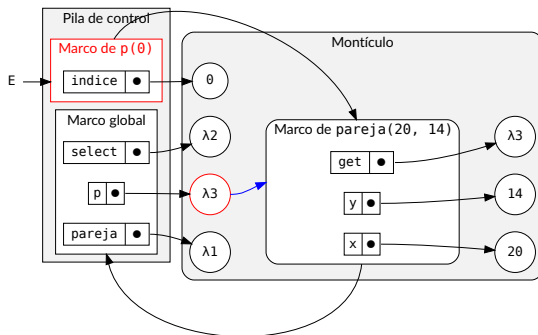 Pila de control
Marco de p(0)
E
indice
Marco global
select
p
pareja
Montículo
0
λ2
λ3
λ1
Marco de pareja(20, 14)
get
y
x
λ3
14
20